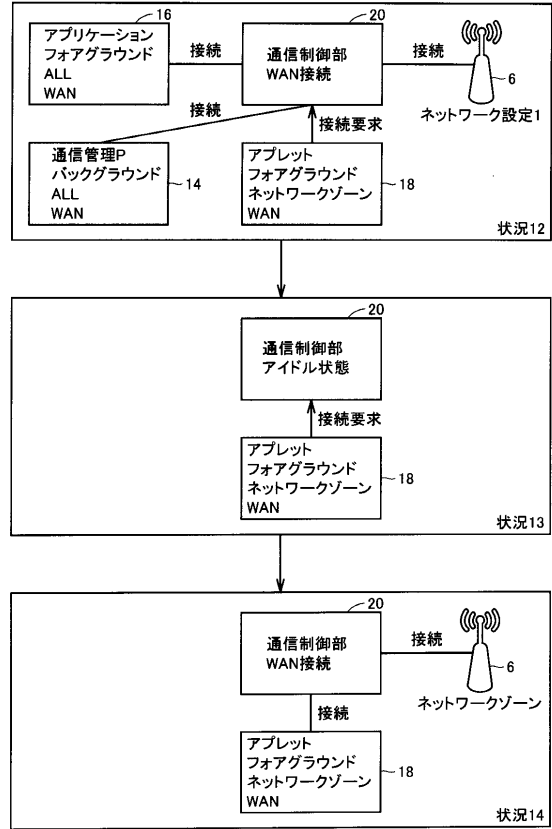 16
アプリケーション
フォアグラウンド
ALL
WAN
接続
20
通信制御部
WAN接続
接続
6
ネットワーク設定1
接続
接続要求
通信管理P
バックグラウンド
ALL
WAN
14
アプレット
フォアグラウンド
ネットワークゾーン
WAN
18
状況12
20
通信制御部
アイドル状態
接続要求
アプレット
フォアグラウンド
ネットワークゾーン
WAN
18
状況13
20
通信制御部
WAN接続
接続
6
ネットワークゾーン
接続
アプレット
フォアグラウンド
ネットワークゾーン
WAN
18
状況14